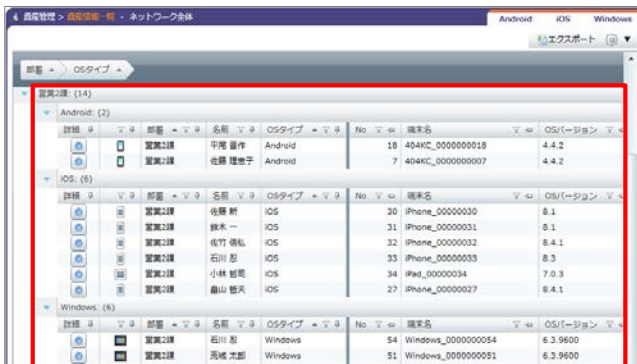 資産管理 > 資産情報一覧 - ネットワーク全体
Android iOS Windows
エクスポート
部署 OSタイプ
営業2課: (14)
Android: (2)
詳細 部署 名前 OSタイプ No 端末名 OSバージョン
営業2課 平尾 晋作 Android 18 404KC_0000000018 4.4.2
営業2課 佐藤 理恵子 Android 7 404KC_0000000007 4.4.2
iOS: (6)
詳細 部署 名前 OSタイプ No 端末名 OSバージョン
営業2課 佐藤 新 iOS 30 iPhone_00000030 8.1
営業2課 鈴木 一 iOS 31 iPhone_00000031 8.1
営業2課 佐竹 信弘 iOS 32 iPhone_00000032 8.4.1
営業2課 石川 忍 iOS 33 iPhone_00000033 8.3
営業2課 小林 哲司 iOS 34 iPad_00000034 7.0.3
営業2課 畠山 哲夫 iOS 27 iPhone_00000027 8.4.1
Windows: (6)
詳細 部署 名前 OSタイプ No 端末名 OSバージョン
営業2課 石川 忍 Windows 54 Windows_0000000054 6.3.9600
営業2課 荒城 太郎 Windows 51 Windows_0000000051 6.3.9600